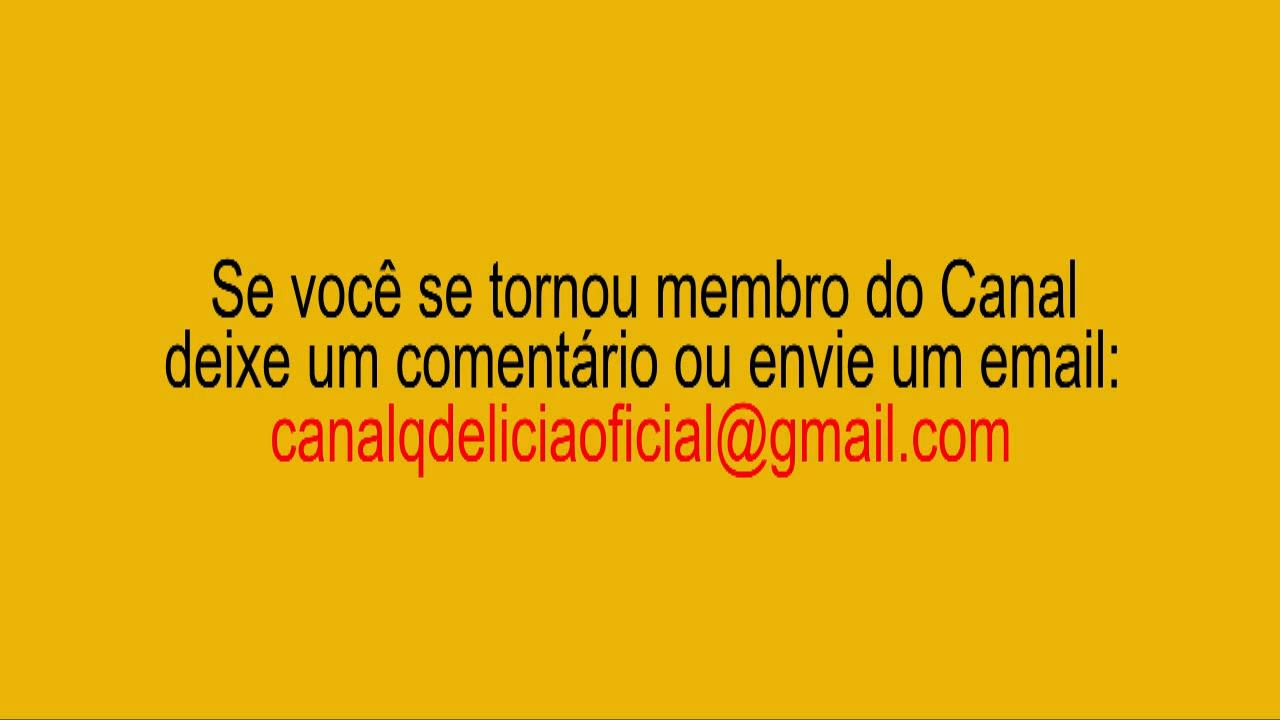 Se você se tornou membro do Canal
deixe um comentário ou envie um email:
canalqdeliciaoficial@gmail.com